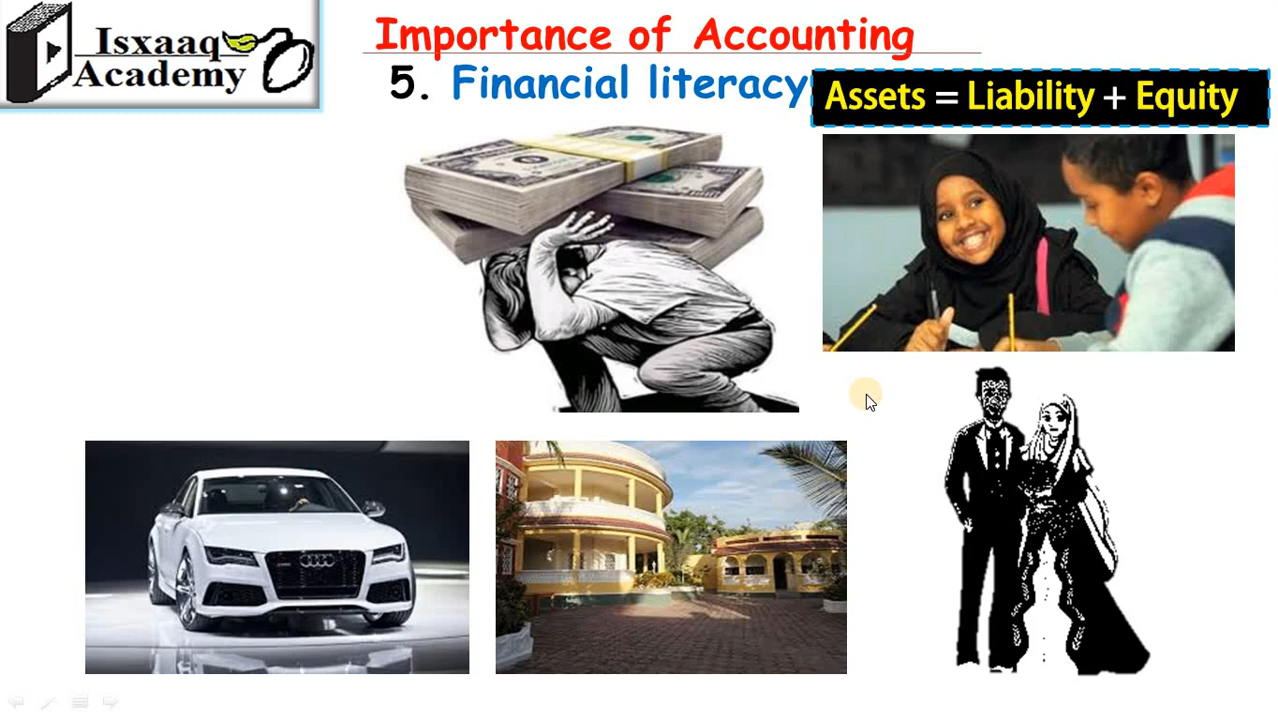 Isxaaq
Academy
Importance of Accounting
5. Financial literacy
Assets = Liability + Equity